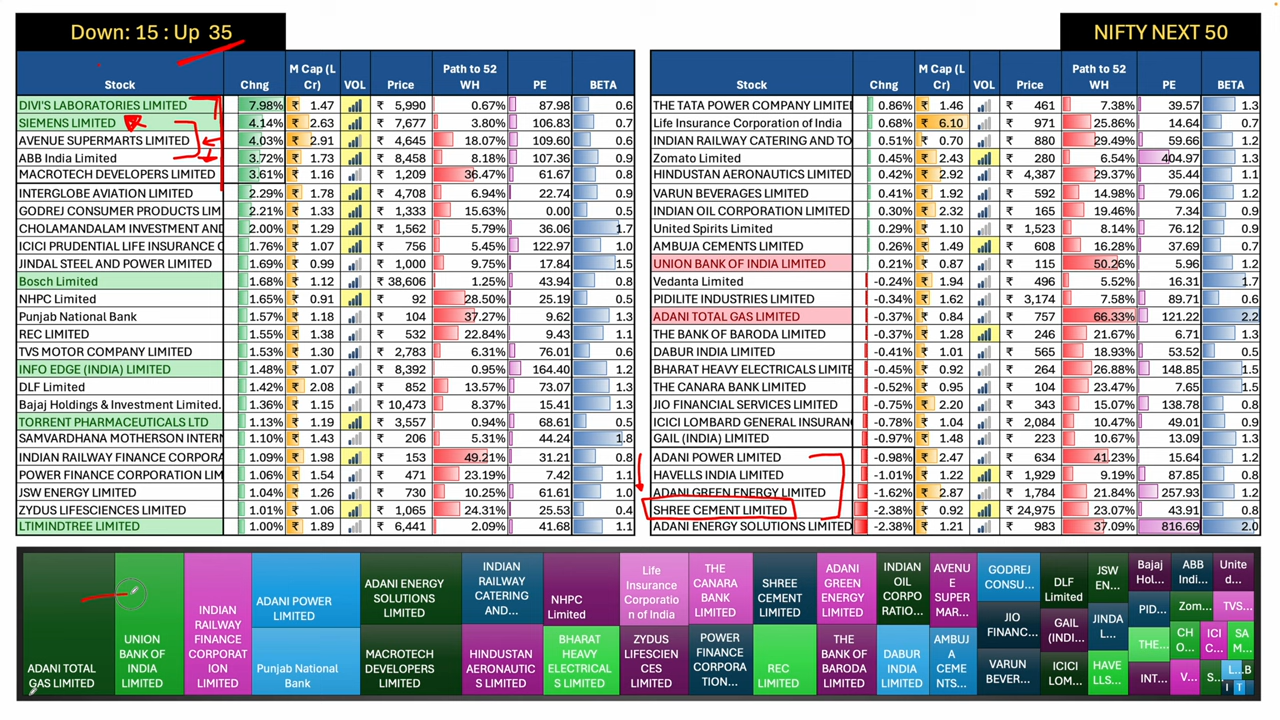 Down: 15 : Up 35
NIFTY NEXT 50
Stock Chng M Cap (L Cr) VOL Price Path to 52 WH PE BETA
DIVI'S LABORATORIES LIMITED 7.98% ₹ 1.47 ₹ 5,990 0.67% 87.98 0.6
SIEMENS LIMITED 4.14% ₹ 2.63 ₹ 7,677 3.80% 106.83 0.7
AVENUE SUPERMARTS LIMITED 4.03% ₹ 2.91 ₹ 4,645 18.07% 109.60 0.6
ABB India Limited 3.72% ₹ 1.73 ₹ 8,458 8.18% 107.36 0.9
MACROTECH DEVELOPERS LIMITED 3.61% ₹ 1.16 ₹ 1,209 36.47% 61.67 0.8
INTERGLOBE AVIATION LIMITED 2.29% ₹ 1.78 ₹ 4,708 6.94% 22.74 0.9
GODREJ CONSUMER PRODUCTS LIM 2.21% ₹ 1.33 ₹ 1,333 15.63% 0.00 0.5
CHOLAMANDALAM INVESTMENT AND 2.00% ₹ 1.29 ₹ 1,562 5.79% 36.06 1.7
ICICI PRUDENTIAL LIFE INSURANCE C 1.76% ₹ 1.07 ₹ 756 5.45% 122.97 1.0
JINDAL STEEL AND POWER LIMITED 1.69% ₹ 0.99 ₹ 1,000 9.75% 17.84 1.5
Bosch Limited 1.68% ₹ 1.12 ₹ 38,606 1.25% 43.94 0.8
NHPC Limited 1.65% ₹ 0.91 ₹ 92 28.50% 25.19 0.5
Punjab National Bank 1.57% ₹ 1.18 ₹ 104 37.27% 9.62 1.3
REC LIMITED 1.55% ₹ 1.38 ₹ 532 22.84% 9.43 1.1
TVS MOTOR COMPANY LIMITED 1.53% ₹ 1.30 ₹ 2,783 6.31% 76.01 0.6
INFO EDGE (INDIA) LIMITED 1.48% ₹ 1.07 ₹ 8,392 0.95% 164.40 1.2
DLF Limited 1.42% ₹ 2.08 ₹ 852 13.57% 73.07 1.3
Bajaj Holdings & Investment Limited. 1.36% ₹ 1.15 ₹ 10,473 8.37% 15.41 1.3
TORRENT PHARMACEUTICALS LTD 1.13% ₹ 1.19 ₹ 3,557 0.94% 68.61 0.5
SAMVARDHANA MOTHERSON INTERN 1.10% ₹ 1.43 ₹ 206 5.31% 44.24 1.8
INDIAN RAILWAY FINANCE CORPORA 1.09% ₹ 1.98 ₹ 153 49.21% 31.21 0.8
POWER FINANCE CORPORATION LIM 1.06% ₹ 1.54 ₹ 471 23.19% 7.42 1.1
JSW ENERGY LIMITED 1.04% ₹ 1.26 ₹ 730 10.25% 61.61 1.0
ZYDUS LIFESCIENCES LIMITED 1.01% ₹ 1.06 ₹ 1,065 24.31% 25.53 0.4
LTIMINDTREE LIMITED 1.00% ₹ 1.89 ₹ 6,441 2.09% 41.68 1.1
Stock Chng M Cap (L Cr) VOL Price Path to 52 WH PE BETA
THE TATA POWER COMPANY LIMITE 0.86% ₹ 1.46 ₹ 461 7.38% 39.57 1.3
Life Insurance Corporation of India 0.68% ₹ 6.10 ₹ 971 25.86% 14.64 0.7
INDIAN RAILWAY CATERING AND TO 0.51% ₹ 0.70 ₹ 880 29.49% 59.66 1.2
Zomato Limited 0.45% ₹ 2.43 ₹ 280 6.54% 404.97 1.3
HINDUSTAN AERONAUTICS LIMITED 0.42% ₹ 2.92 ₹ 4,387 29.37% 35.44 1.1
VARUN BEVERAGES LIMITED 0.41% ₹ 1.92 ₹ 592 14.98% 79.06 1.2
INDIAN OIL CORPORATION LIMITED 0.30% ₹ 2.32 ₹ 165 19.46% 7.34 1.2
United Spirits Limited 0.29% ₹ 1.10 ₹ 1,523 8.14% 76.12 0.9
AMBUJA CEMENTS LIMITED 0.26% ₹ 1.49 ₹ 608 16.28% 37.69 0.7
UNION BANK OF INDIA LIMITED 0.21% ₹ 0.87 ₹ 115 50.26% 5.96 1.2
Vedanta Limited -0.24% ₹ 1.94 ₹ 496 5.52% 16.31 1.7
PIDILITE INDUSTRIES LIMITED -0.34% ₹ 1.62 ₹ 3,174 7.58% 89.71 0.6
ADANI TOTAL GAS LIMITED -0.37% ₹ 0.84 ₹ 757 66.33% 121.22 2.2
THE BANK OF BARODA LIMITED -0.37% ₹ 1.28 ₹ 246 21.67% 6.71 1.3
DABUR INDIA LIMITED -0.41% ₹ 1.01 ₹ 565 18.93% 53.52 0.5
BHARAT HEAVY ELECTRICALS LIMITE -0.45% ₹ 0.92 ₹ 264 26.88% 148.85 1.5
THE CANARA BANK LIMITED -0.52% ₹ 0.95 ₹ 104 23.47% 7.65 1.5
JIO FINANCIAL SERVICES LIMITED -0.75% ₹ 2.20 ₹ 343 15.07% 138.78 0.8
ICICI LOMBARD GENERAL INSURAN -0.78% ₹ 1.04 ₹ 2,084 10.47% 49.01 0.9
GAIL (INDIA) LIMITED -0.97% ₹ 1.48 ₹ 223 10.67% 13.09 1.3
ADANI POWER LIMITED -0.98% ₹ 2.47 ₹ 634 41.23% 15.64 1.1
HAVELLS INDIA LIMITED -1.01% ₹ 1.22 ₹ 1,929 9.19% 87.85 0.8
ADANI GREEN ENERGY LIMITED -1.62% ₹ 2.87 ₹ 1,784 21.84% 257.93 1.2
SHREE CEMENT LIMITED -2.38% ₹ 0.92 ₹ 24,975 23.07% 43.91 0.8
ADANI ENERGY SOLUTIONS LIMITED -2.38% ₹ 1.21 ₹ 983 37.09% 816.69 2.0
ADANI TOTAL
GAS LIMITED
UNION
BANK OF
INDIA
LIMITED
INDIAN
RAILWAY
FINANCE
CORPORAT
ION
LIMITED
ADANI POWER
LIMITED
Punjab National
Bank
ADANI ENERGY
SOLUTIONS
LIMITED
MACROTECH
DEVELOPERS
LIMITED
INDIAN
RAILWAY
CATERING
AND...
HINDUSTAN
AERONAUTIC
S LIMITED
NHPC
Limited
BHARAT
HEAVY
ELECTRICAL
S LIMITED
Life
Insurance
Corporatio
n of India
ZYDUS
LIFESCIEN
CES
LIMITED
THE
CANARA
BANK
LIMITED
POWER
FINANCE
CORPORA
TION...
SHREE
CEMENT
LIMITED
REC
LIMITED
ADANI
GREEN
ENERGY
LIMITED
THE
BANK OF
BARODA
LIMITED
INDIAN
OIL
CORPO
RATIO...
DABUR
INDIA
LIMITED
AVENU
E
SUPER
MAR...
AMBUJ
A
CEME
NTS...
GODREJ
CONSU...
JIO
FINANC...
VARUN
BEVER...
DLF
Limited
GAIL
(INDI...
ICICI
LOM...
JSW
EN...
JINDA
L...
HAVE
LLS...
Bajaj
Hol...
PID...
THE...
INT...
ABB
Indi...
Zom...
CH
O...
V...
Unite
d...
TVS...
ICI
C...
SA
M...
S...
L...
B
I
T